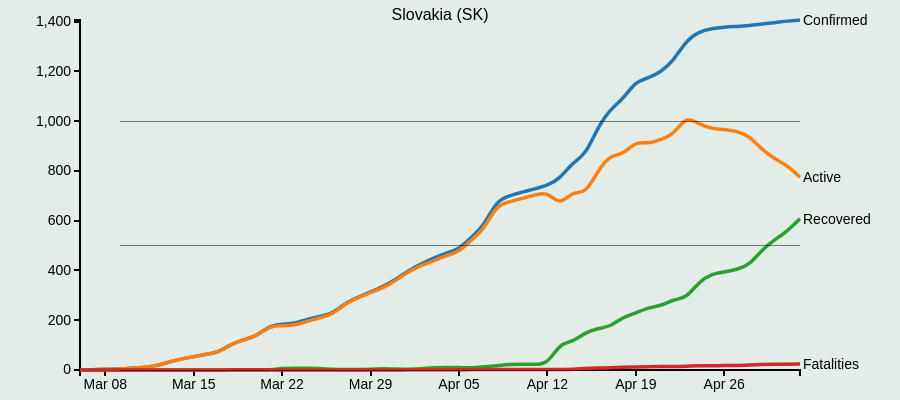 Slovakia (SK)
1,400
1,200
1,000
800
600
400
200
0
Mar 08
Mar 15
Mar 22
Mar 29
Apr 05
Apr 12
Apr 19
Apr 26
Confirmed
Active
Recovered
Fatalities